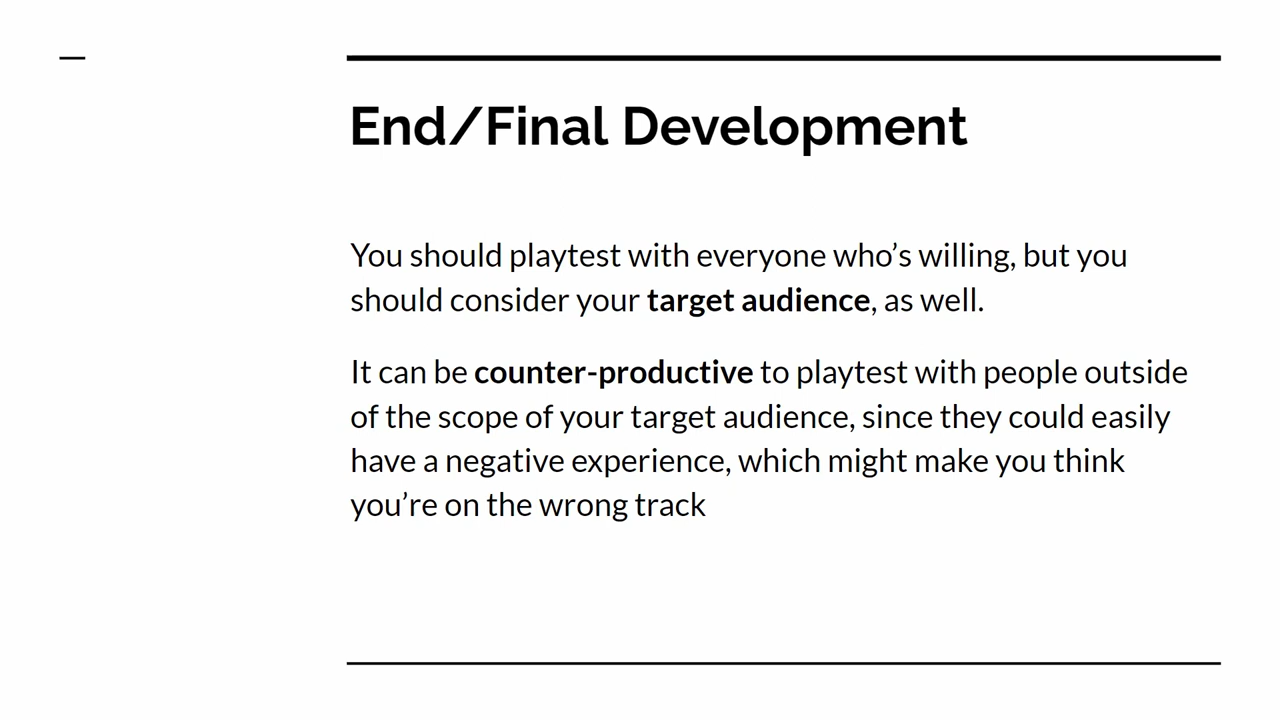 End/Final Development
You should playtest with everyone who’s willing, but you
should consider your target audience, as well.
It can be counter-productive to playtest with people outside
of the scope of your target audience, since they could easily
have a negative experience, which might make you think
you’re on the wrong track